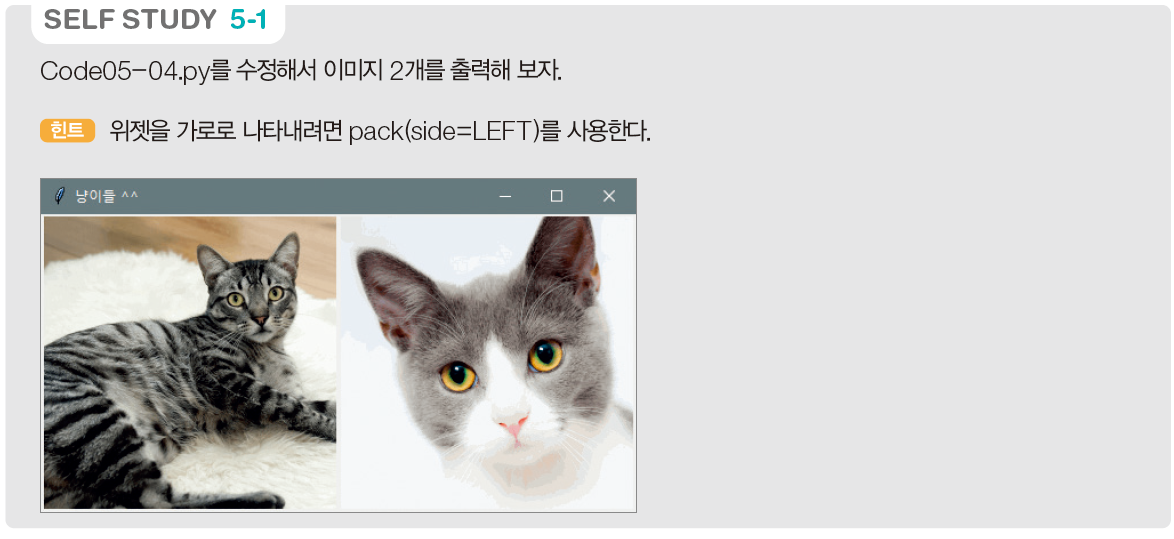 SELF STUDY 5-1
Code05-04.py를 수정해서 이미지 2개를 출력해 보자.
힌트 위젯을 가로로 나타내려면 pack(side=LEFT)를 사용한다.
냥이들 ^^